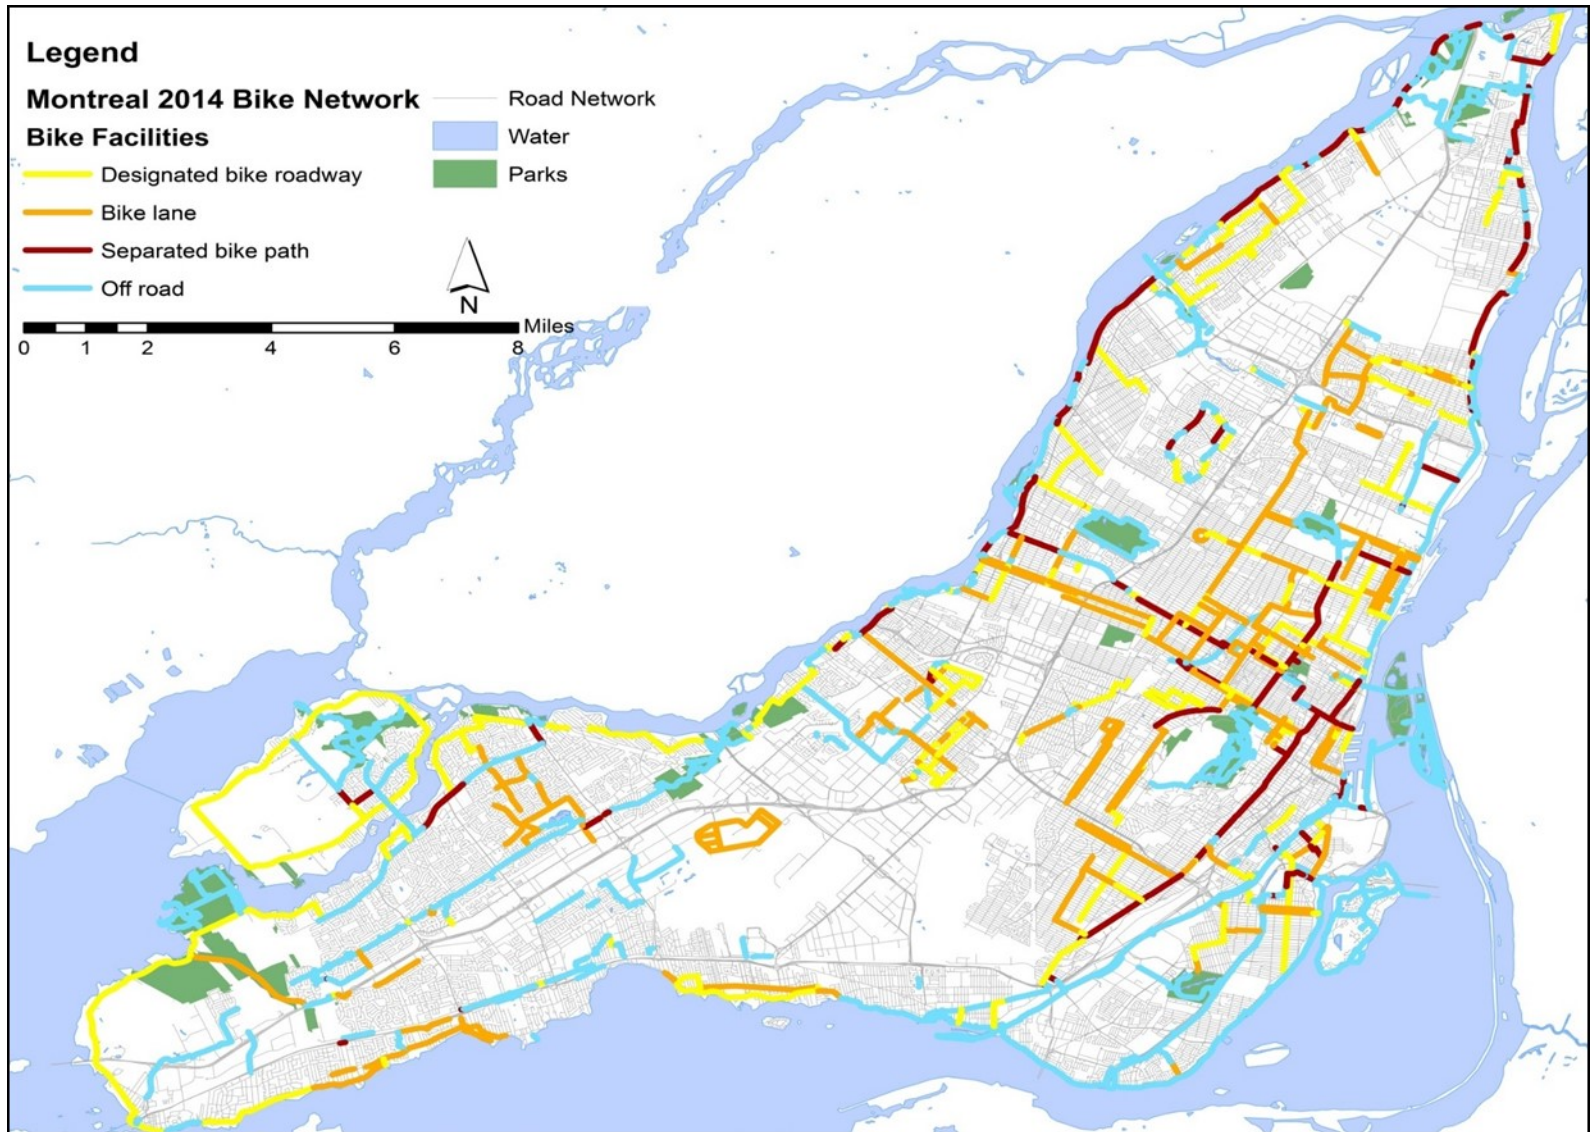 Legend
Montreal 2014 Bike Network
Bike Facilities
Designated bike roadway
Bike lane
Separated bike path
Off road
Road Network
Water
Parks
N
Miles
0 1 2 4 6 8